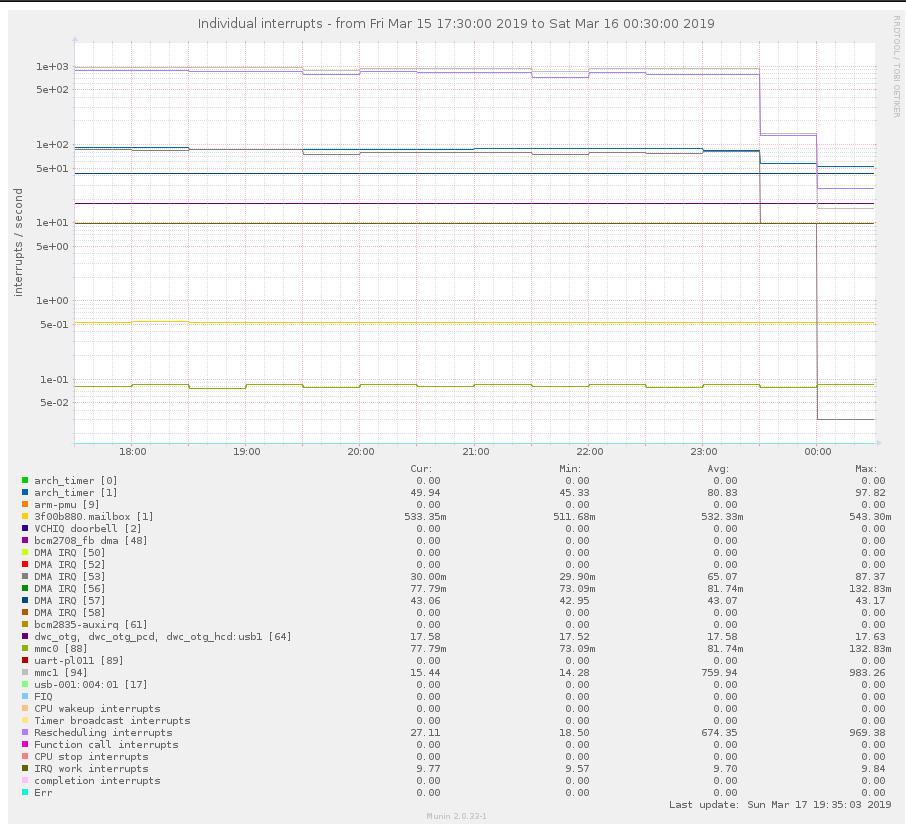 Individual interrupts - from Fri Mar 15 17:30:00 2019 to Sat Mar 16 00:30:00 2019
RRDTOOL / TOBI OETIKER
interrupts / second
1e+03
5e+02
1e+02
5e+01
1e+01
5e+00
1e+00
5e-01
1e-01
5e-02
18:00 19:00 20:00 21:00 22:00 23:00 00:00
Cur: Min: Avg: Max:
arch_timer [0] 0.00 0.00 0.00 0.00
arch_timer [1] 49.94 45.33 80.83 97.82
arm-pmu [9] 0.00 0.00 0.00 0.00
3f00b880.mailbox [1] 533.35m 511.68m 532.33m 543.30m
VCHIQ doorbell [2] 0.00 0.00 0.00 0.00
bcm2708_fb dma [48] 0.00 0.00 0.00 0.00
DMA IRQ [50] 0.00 0.00 0.00 0.00
DMA IRQ [52] 0.00 0.00 0.00 0.00
DMA IRQ [53] 30.00m 29.90m 65.07 87.37
DMA IRQ [56] 77.79m 73.09m 81.74m 132.83m
DMA IRQ [57] 43.06 42.95 43.07 43.17
DMA IRQ [58] 0.00 0.00 0.00 0.00
bcm2835-auxirq [61] 0.00 0.00 0.00 0.00
dwc_otg, dwc_otg_pcd, dwc_otg_hcd:usb1 [64] 17.58 17.52 17.58 17.63
mmc0 [88] 77.79m 73.09m 81.74m 132.83m
uart-pl011 [89] 0.00 0.00 0.00 0.00
mmc1 [94] 15.44 14.28 759.94 983.26
usb-001:004:01 [17] 0.00 0.00 0.00 0.00
FIQ 0.00 0.00 0.00 0.00
CPU wakeup interrupts 0.00 0.00 0.00 0.00
Timer broadcast interrupts 0.00 0.00 0.00 0.00
Rescheduling interrupts 27.11 18.50 674.35 969.38
Function call interrupts 0.00 0.00 0.00 0.00
CPU stop interrupts 0.00 0.00 0.00 0.00
IRQ work interrupts 9.77 9.57 9.70 9.84
completion interrupts 0.00 0.00 0.00 0.00
Err 0.00 0.00 0.00 0.00
Last update: Sun Mar 17 19:35:03 2019
Munin 2.0.33-1